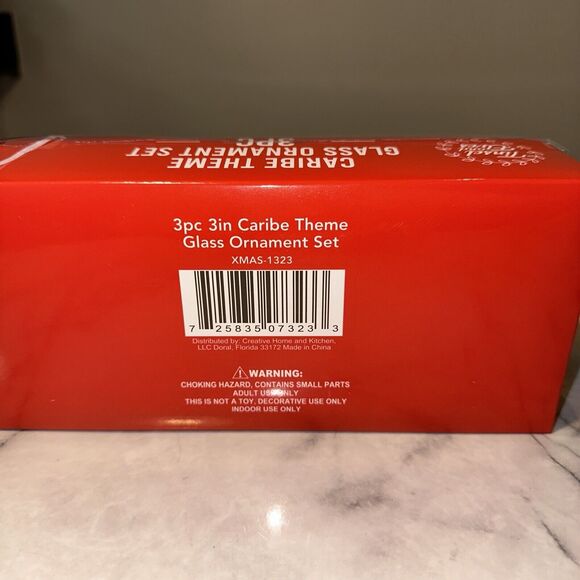 CARIBE THEME
GLASS ORNAMENT SET
3PC
3pc 3in Caribe Theme
Glass Ornament Set
XMAS-1323
7 25835 07323 3
Distributed by: Creative Home and Kitchen,
LLC Doral, Florida 33172 Made in China
WARNING:
CHOKING HAZARD, CONTAINS SMALL PARTS
ADULT USE ONLY
THIS IS NOT A TOY, DECORATIVE USE ONLY
INDOOR USE ONLY